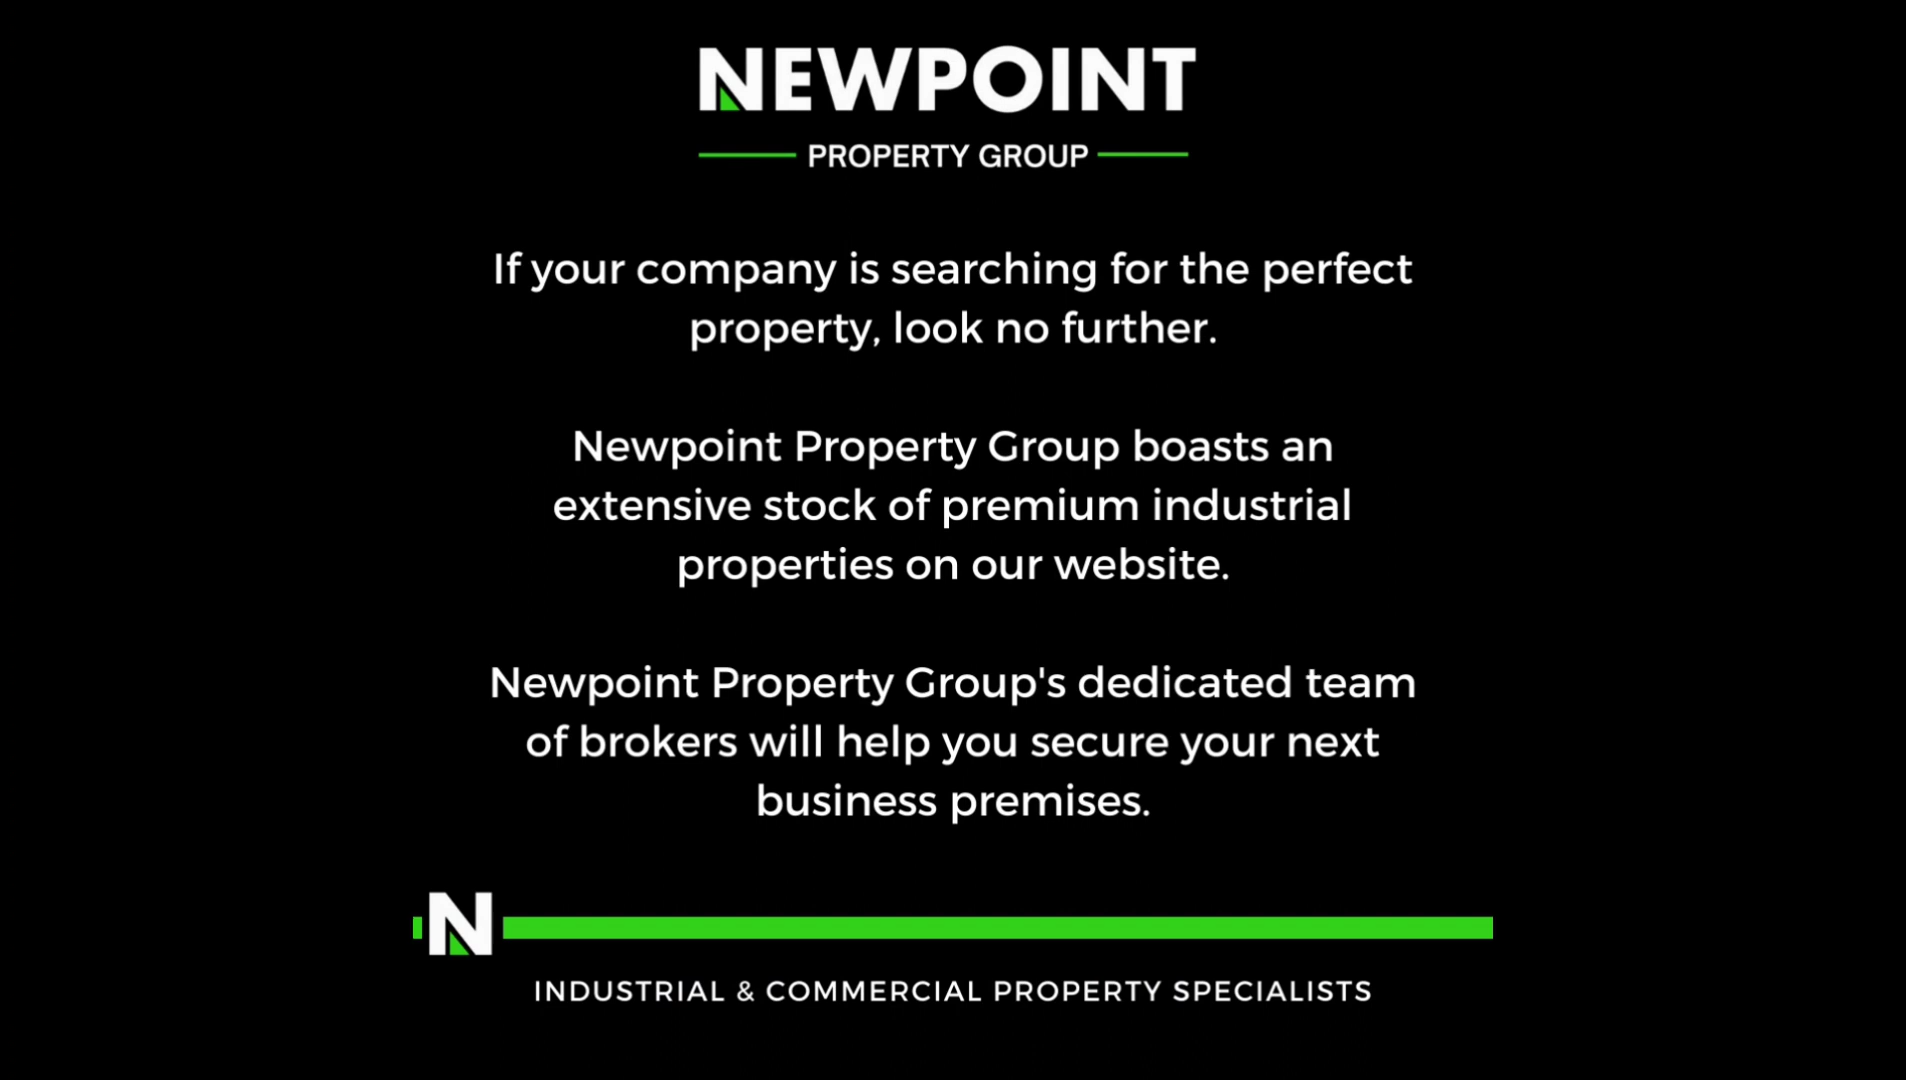 NEWPOINT
PROPERTY GROUP
If your company is searching for the perfect
property, look no further.
Newpoint Property Group boasts an
extensive stock of premium industrial
properties on our website.
Newpoint Property Group's dedicated team
of brokers will help you secure your next
business premises.
N
INDUSTRIAL & COMMERCIAL PROPERTY SPECIALISTS